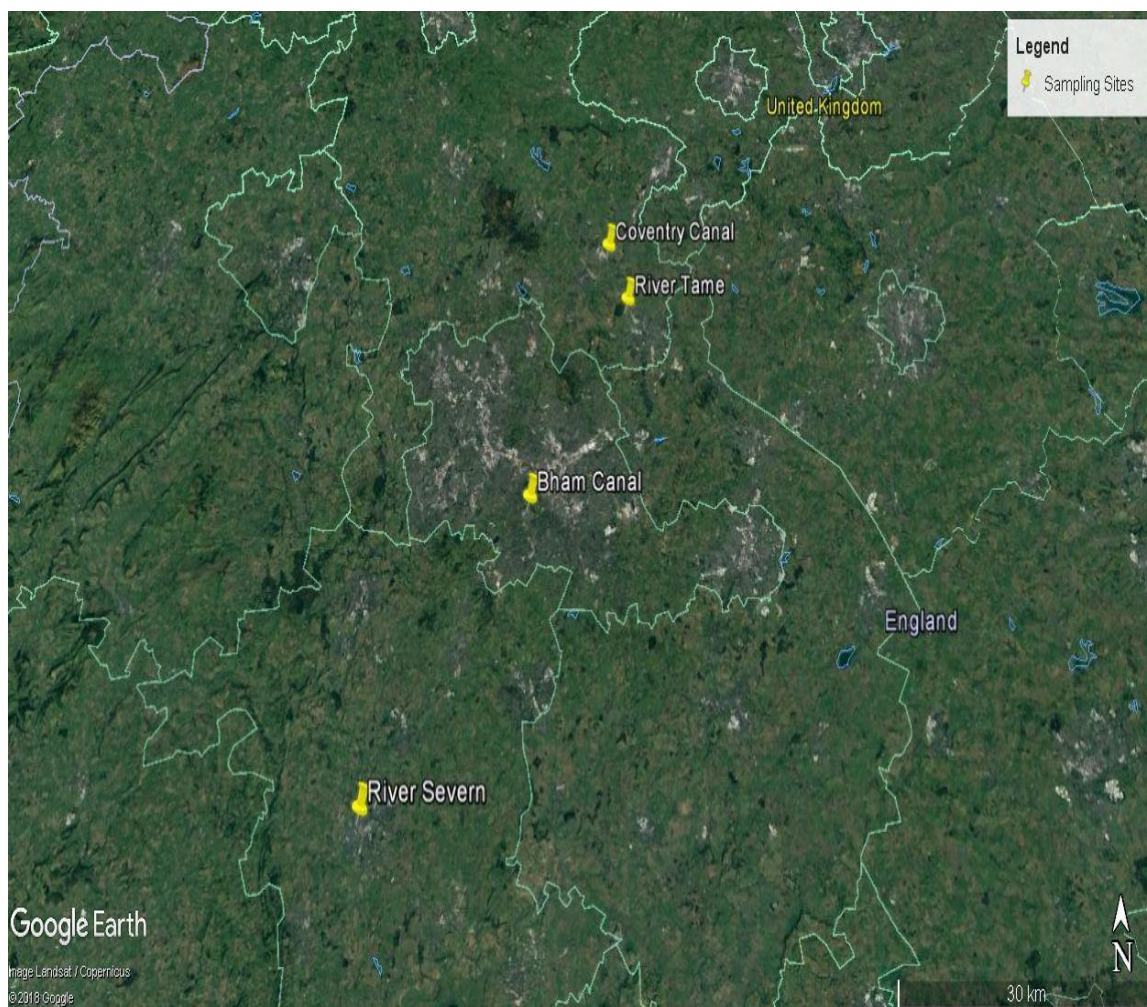 Legend
Sampling Sites
United Kingdom
Coventry Canal
River Tame
Bham Canal
England
River Severn
Google Earth
N
Image Landsat / Copernicus
©2018 Google
30 km